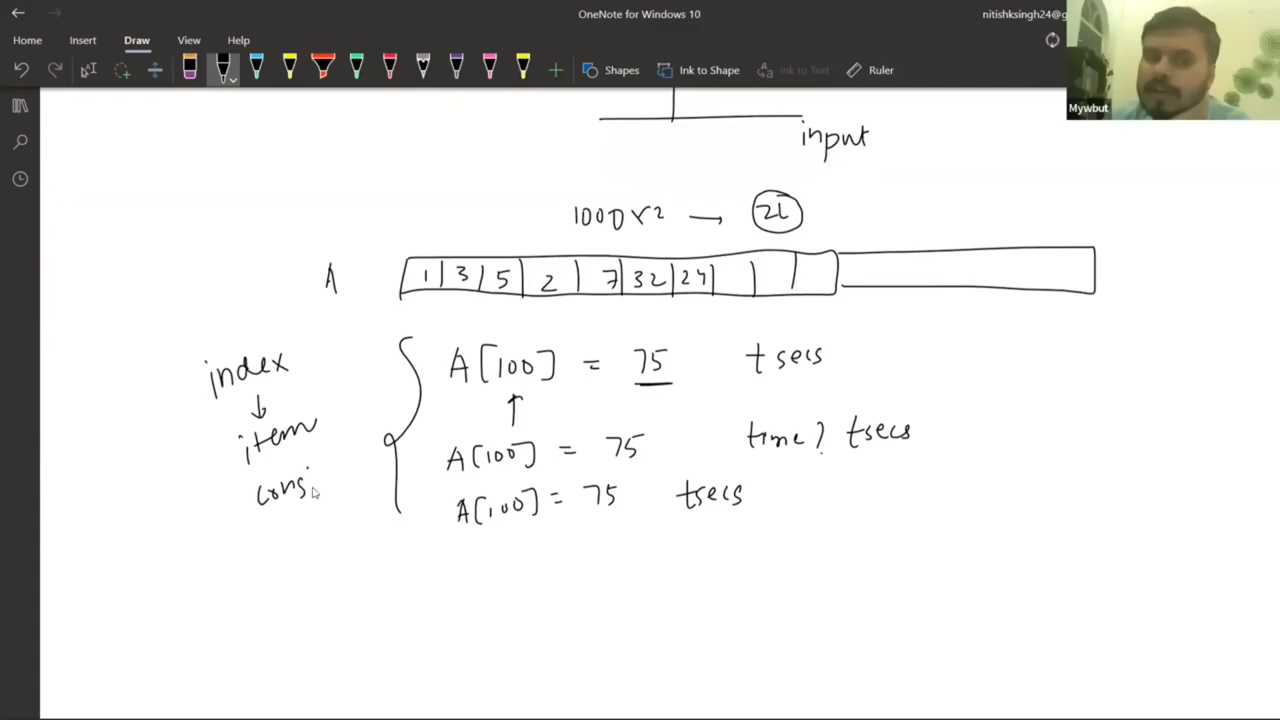 OneNote for Windows 10
nitishksingh24@g
Home Insert Draw View Help
Shapes Ink to Shape Ink to Text Ruler
Mywbut
input
1000 x 2 →
A 1 3 5 2 7 32 24
index ↓ item cons
A[100] = 75 t secs
↑
A[100] = 75 time? tsecs
A[100] = 75 tsecs